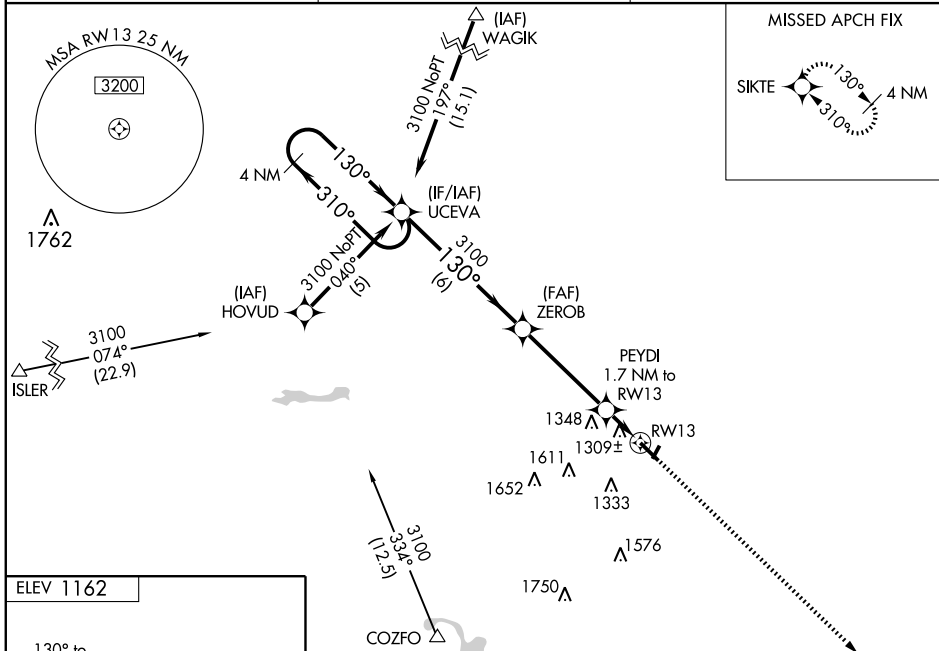 MSA RW13 25 NM
3200
1762
(IAF)
WAGIK
3100 NoPT
197°
(15.1)
MISSED APCH FIX
SIKTE
130°
310°
4 NM
4 NM
130°
310°
(IF/IAF)
UCEVA
3100 NoPT
040°
(5)
3100
130°
(6)
(IAF)
HOVUD
(FAF)
ZEROB
3100
074°
(22.9)
ISLER
PEYDI
1.7 NM to
RW13
1348
1309±
RW13
1611
1652
1333
1576
1750
3100
334°
(12.5)
COZFO
ELEV 1162
130° to